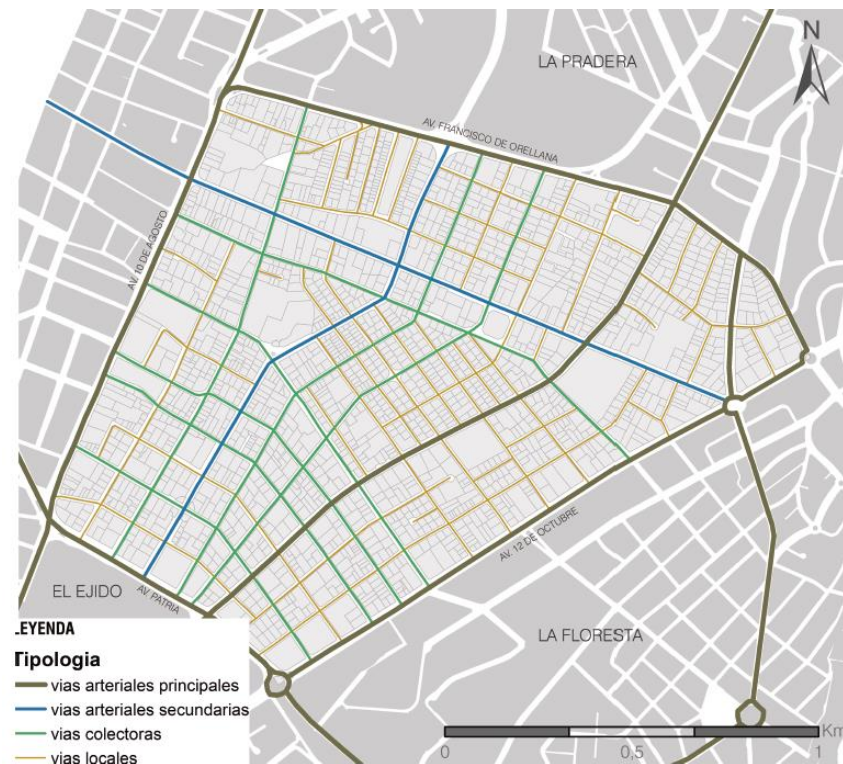 N
LA PRADERA
AV. FRANCISCO DE ORELLANA
AV. 10 DE AGOSTO
AV. 12 DE OCTUBRE
EL EJIDO
AV. PATRIA
LA FLORESTA
LEYENDA
Tipologia
vias arteriales principales
vias arteriales secundarias
vias colectoras
vias locales
Km
0 0,5 1